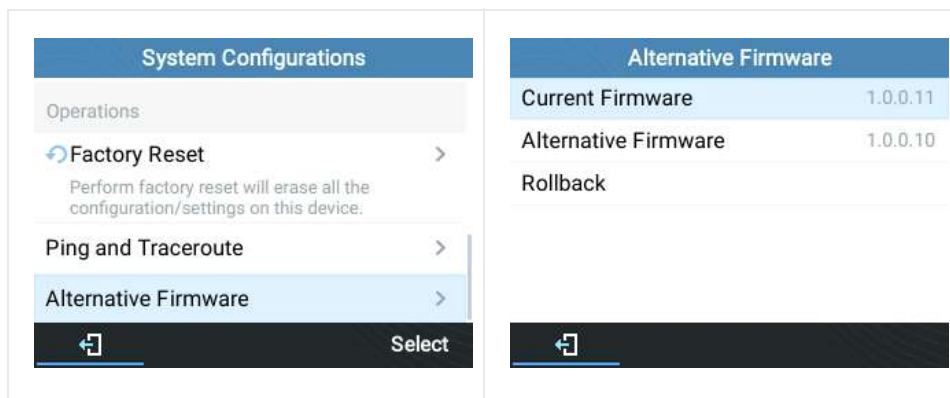 System Configurations
Operations
Factory Reset
Perform factory reset will erase all the
configuration/settings on this device.
Ping and Traceroute
Alternative Firmware
Select
Alternative Firmware
Current Firmware 1.0.0.11
Alternative Firmware 1.0.0.10
Rollback